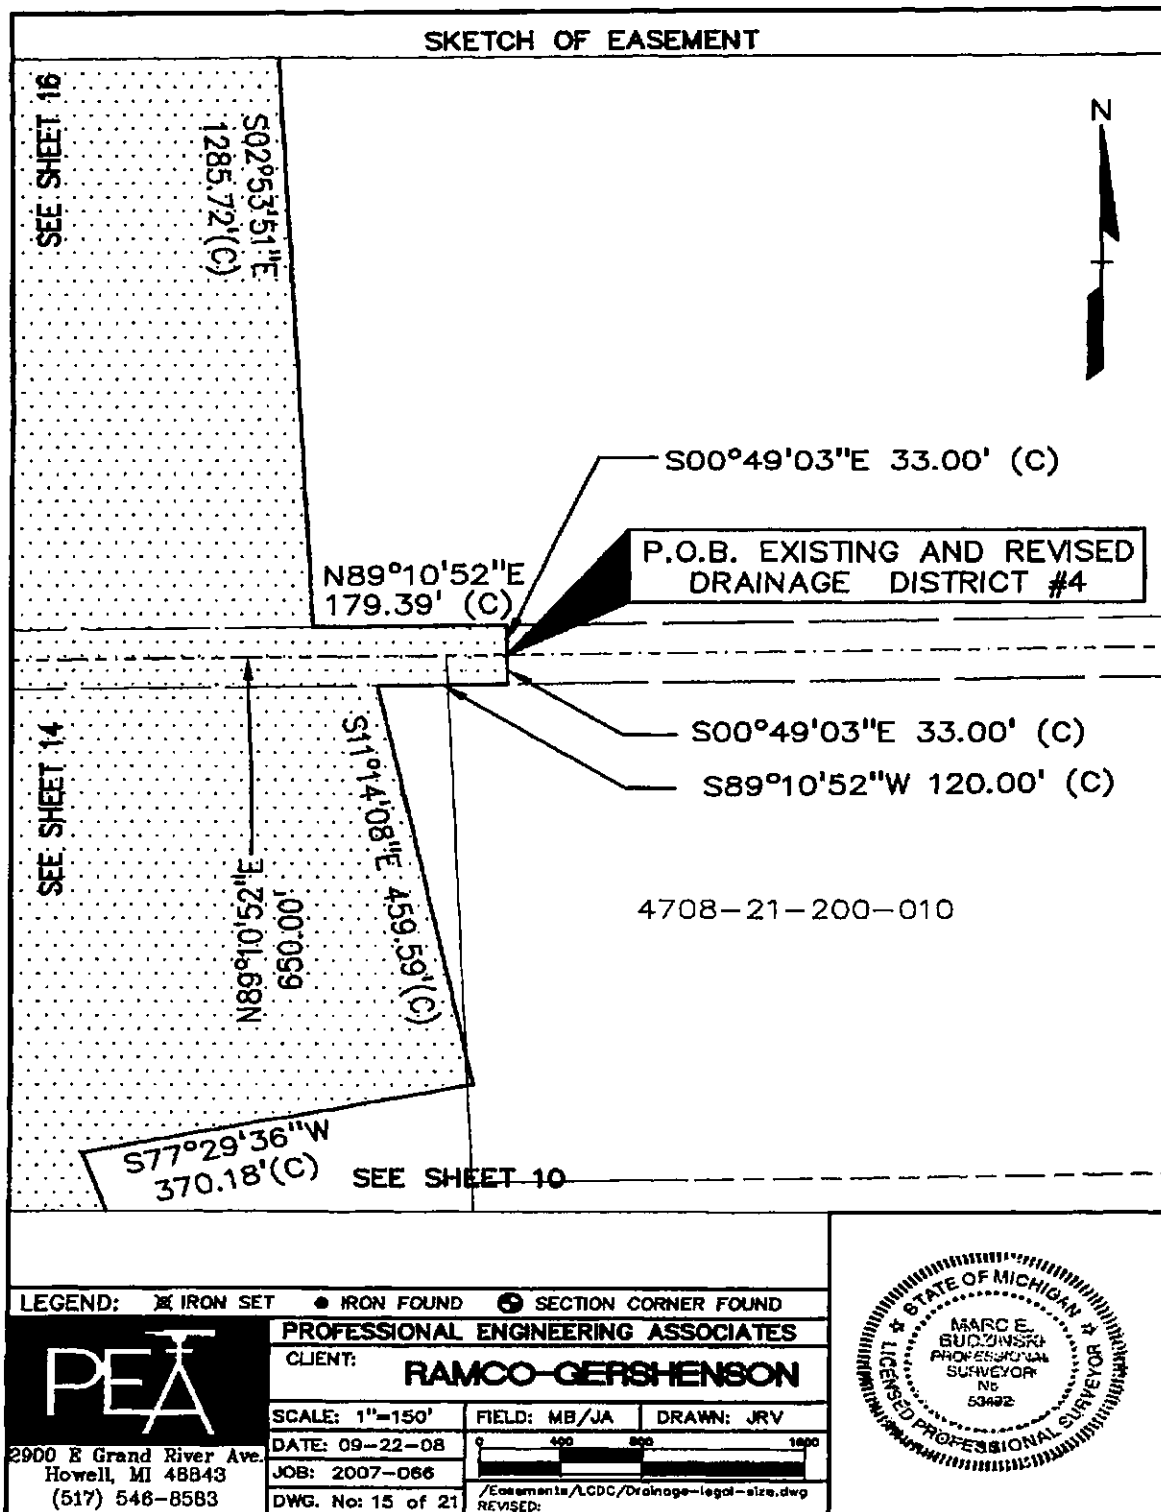 SKETCH OF EASEMENT
SEE SHEET 16
S02°53'51"E
1285.72'(C)
N
S00°49'03"E 33.00' (C)
P.O.B. EXISTING AND REVISED
DRAINAGE DISTRICT #4
N89°10'52"E
179.39' (C)
S00°49'03"E 33.00' (C)
S89°10'52"W 120.00' (C)
SEE SHEET 14
N89°10'52"E
650.00'
S11°14'08"E 459.59'(C)
4708-21-200-010
S77°29'36"W
370.18'(C)
SEE SHEET 10
LEGEND: IRON SET IRON FOUND SECTION CORNER FOUND
PEA
2900 E Grand River Ave.
Howell, MI 48843
(517) 546-8583
PROFESSIONAL ENGINEERING ASSOCIATES
CLIENT:
RAMCO-GERSHENSON
SCALE: 1"=150'
FIELD: MB/JA
DRAWN: JRV
DATE: 09-22-08
JOB: 2007-066
DWG. No: 15 of 21
0 400 800 1600
/Easements/LCDC/Drainage-legal-size.dwg
REVISED:
STATE OF MICHIGAN
MARC E.
BUDZINSKI
PROFESSIONAL
SURVEYOR
LICENSED PROFESSIONAL SURVEYOR